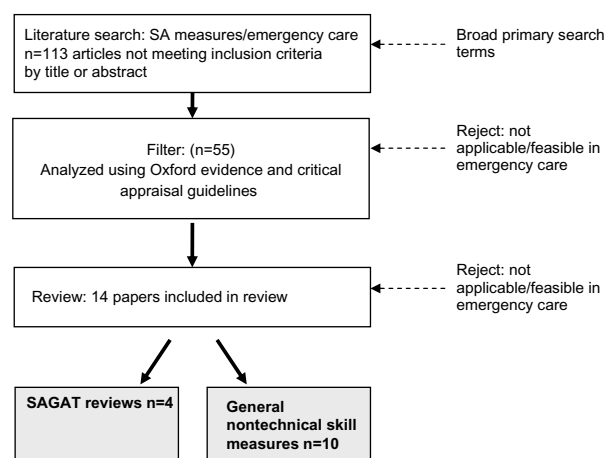 Literature search: SA measures/emergency care
n=113 articles not meeting inclusion criteria
by title or abstract
Broad primary search
terms
Filter: (n=55)
Analyzed using Oxford evidence and critical
appraisal guidelines
Reject: not
applicable/feasible in
emergency care
Review: 14 papers included in review
Reject: not
applicable/feasible in
emergency care
SAGAT reviews n=4
General
nontechnical skill
measures n=10